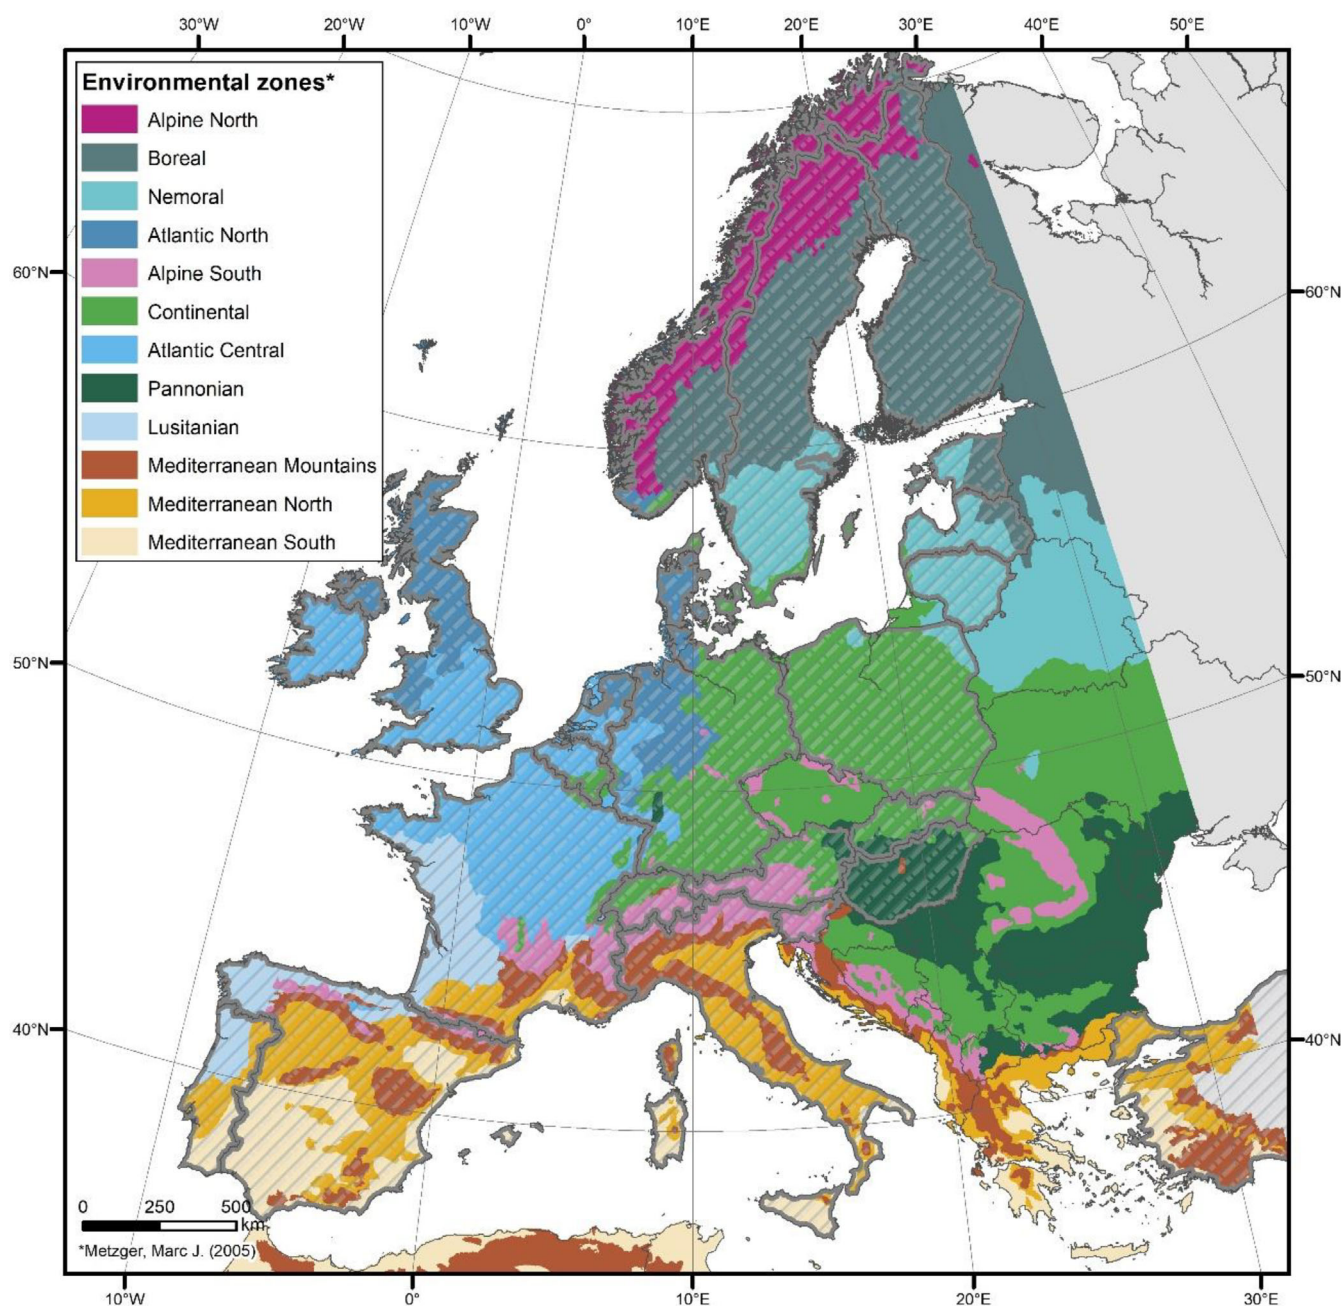 30°W 20°W 10°W 0° 10°E 20°E 30°E 40°E 50°E
Environmental zones*
Alpine North
Boreal
Nemoral
Atlantic North
Alpine South
Continental
Atlantic Central
Pannonian
Lusitanian
Mediterranean Mountains
Mediterranean North
Mediterranean South
60°N 60°N
50°N 50°N
40°N 40°N
0 250 500
km
*Metzger, Marc J. (2005)
10°W 0° 10°E 20°E 30°E